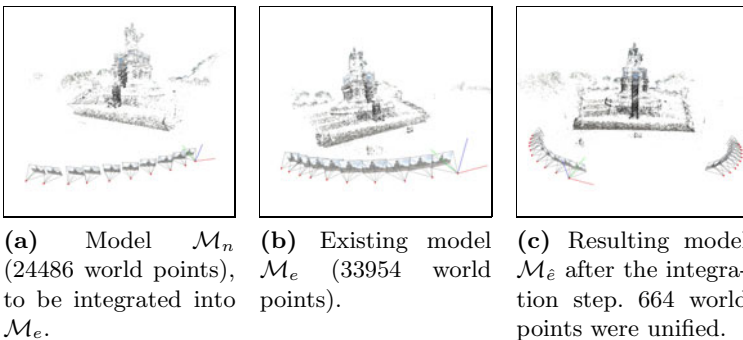 (a) Model 𝓜ₙ
(24486 world points),
to be integrated into
𝓜ₑ.
(b) Existing model
𝓜ₑ (33954 world
points).
(c) Resulting model
𝓜_ê after the integra-
tion step. 664 world
points were unified.